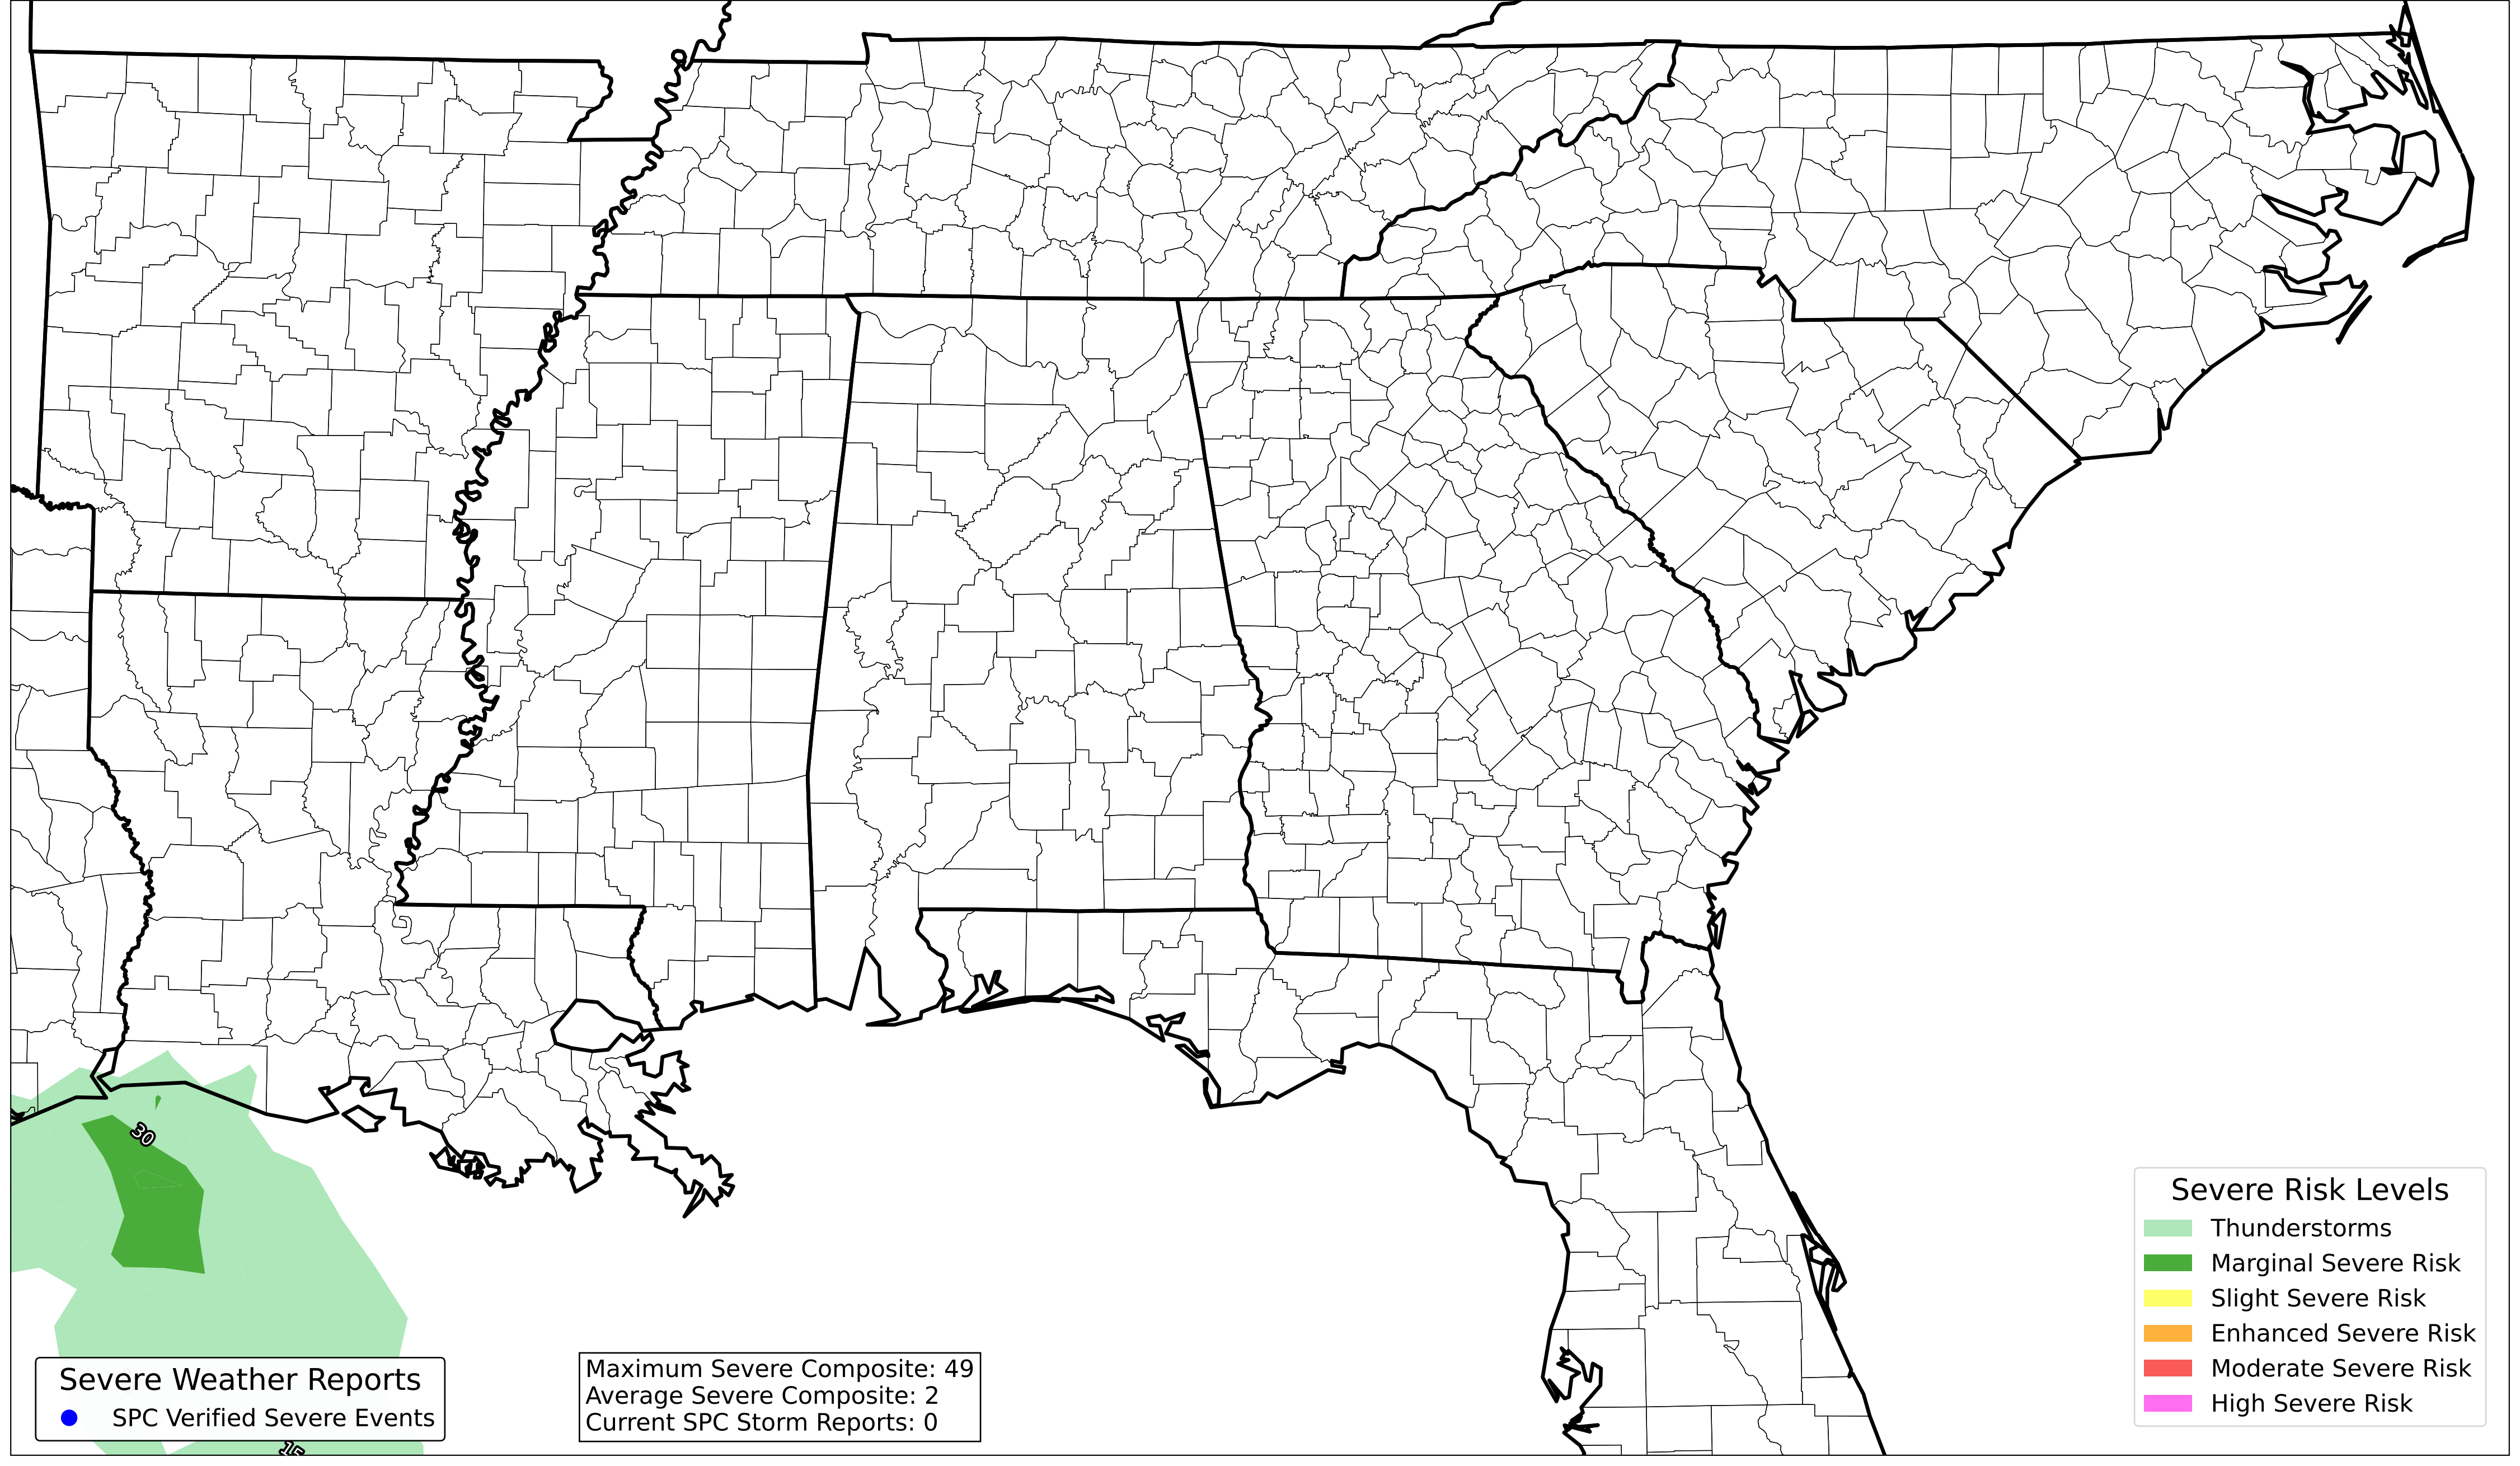 30
Severe Risk Levels
Thunderstorms
Marginal Severe Risk
Slight Severe Risk
Enhanced Severe Risk
Moderate Severe Risk
High Severe Risk
Severe Weather Reports
SPC Verified Severe Events
Maximum Severe Composite: 49
Average Severe Composite: 2
Current SPC Storm Reports: 0
15